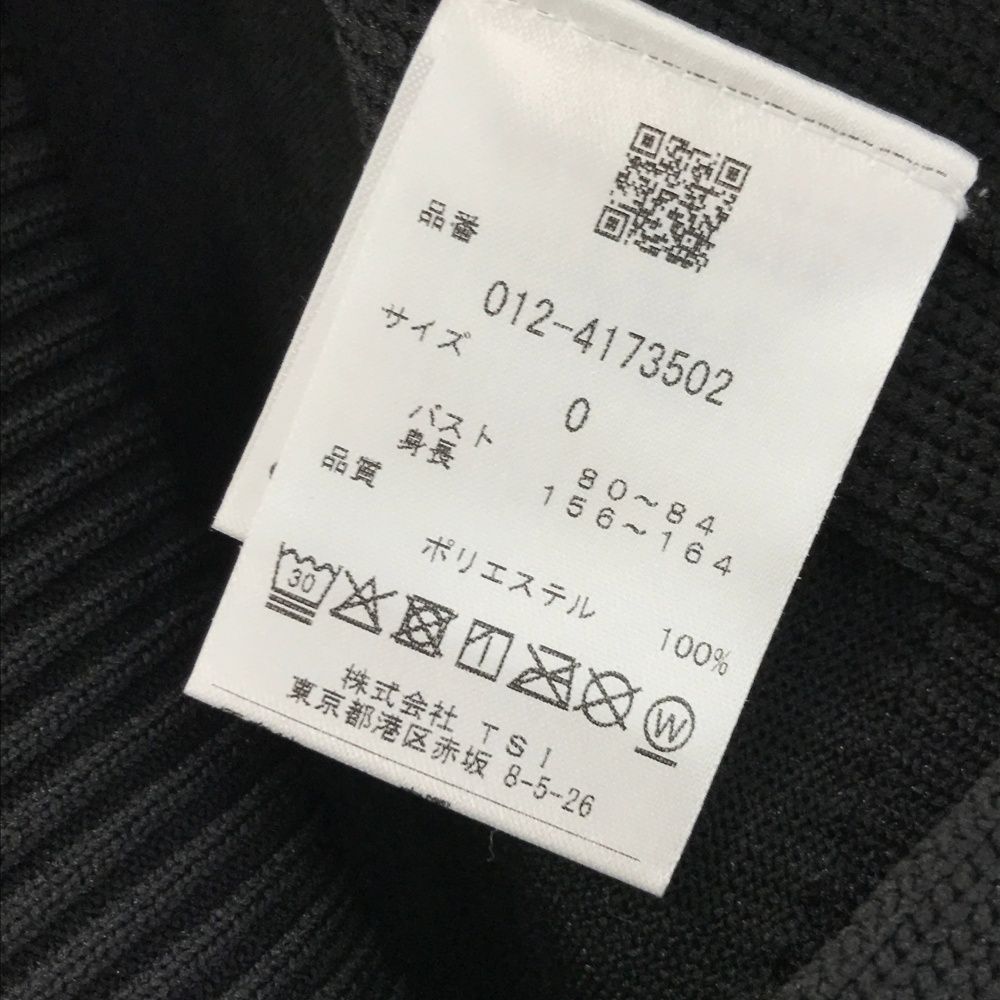 品番
012-4173502
サイズ
0
バスト 80~84
身長 156~164
品質
ポリエステル 100%
30
W
株式会社 TSI
東京都港区赤坂 8-5-26